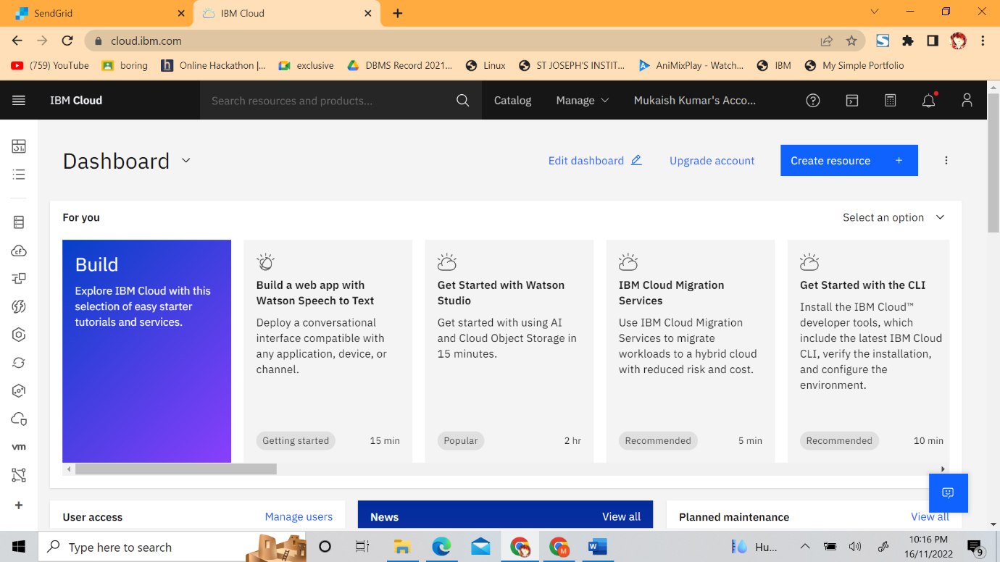 SendGrid
IBM Cloud
cloud.ibm.com
(759) YouTube
boring
Online Hackathon |...
exclusive
DBMS Record 2021...
Linux
ST JOSEPH'S INSTIT...
AniMixPlay - Watch...
IBM
My Simple Portfolio
IBM Cloud
Search resources and products...
Catalog
Manage
Mukaish Kumar's Acco...
Dashboard
Edit dashboard
Upgrade account
Create resource +
For you
Select an option
Build
Explore IBM Cloud with this
selection of easy starter
tutorials and services.
Build a web app with
Watson Speech to Text
Deploy a conversational
interface compatible with
any application, device, or
channel.
Getting started
15 min
Get Started with Watson
Studio
Get started with using AI
and Cloud Object Storage in
15 minutes.
Popular
2 hr
IBM Cloud Migration
Services
Use IBM Cloud Migration
Services to migrate
workloads to a hybrid cloud
with reduced risk and cost.
Recommended
5 min
Get Started with the CLI
Install the IBM Cloud™
developer tools, which
include the latest IBM Cloud
CLI, verify the installation,
and configure the
environment.
Recommended
10 min
cf
vm
User access
Manage users
News
View all
Planned maintenance
View all
Type here to search
Hu...
10:16 PM
16/11/2022
9